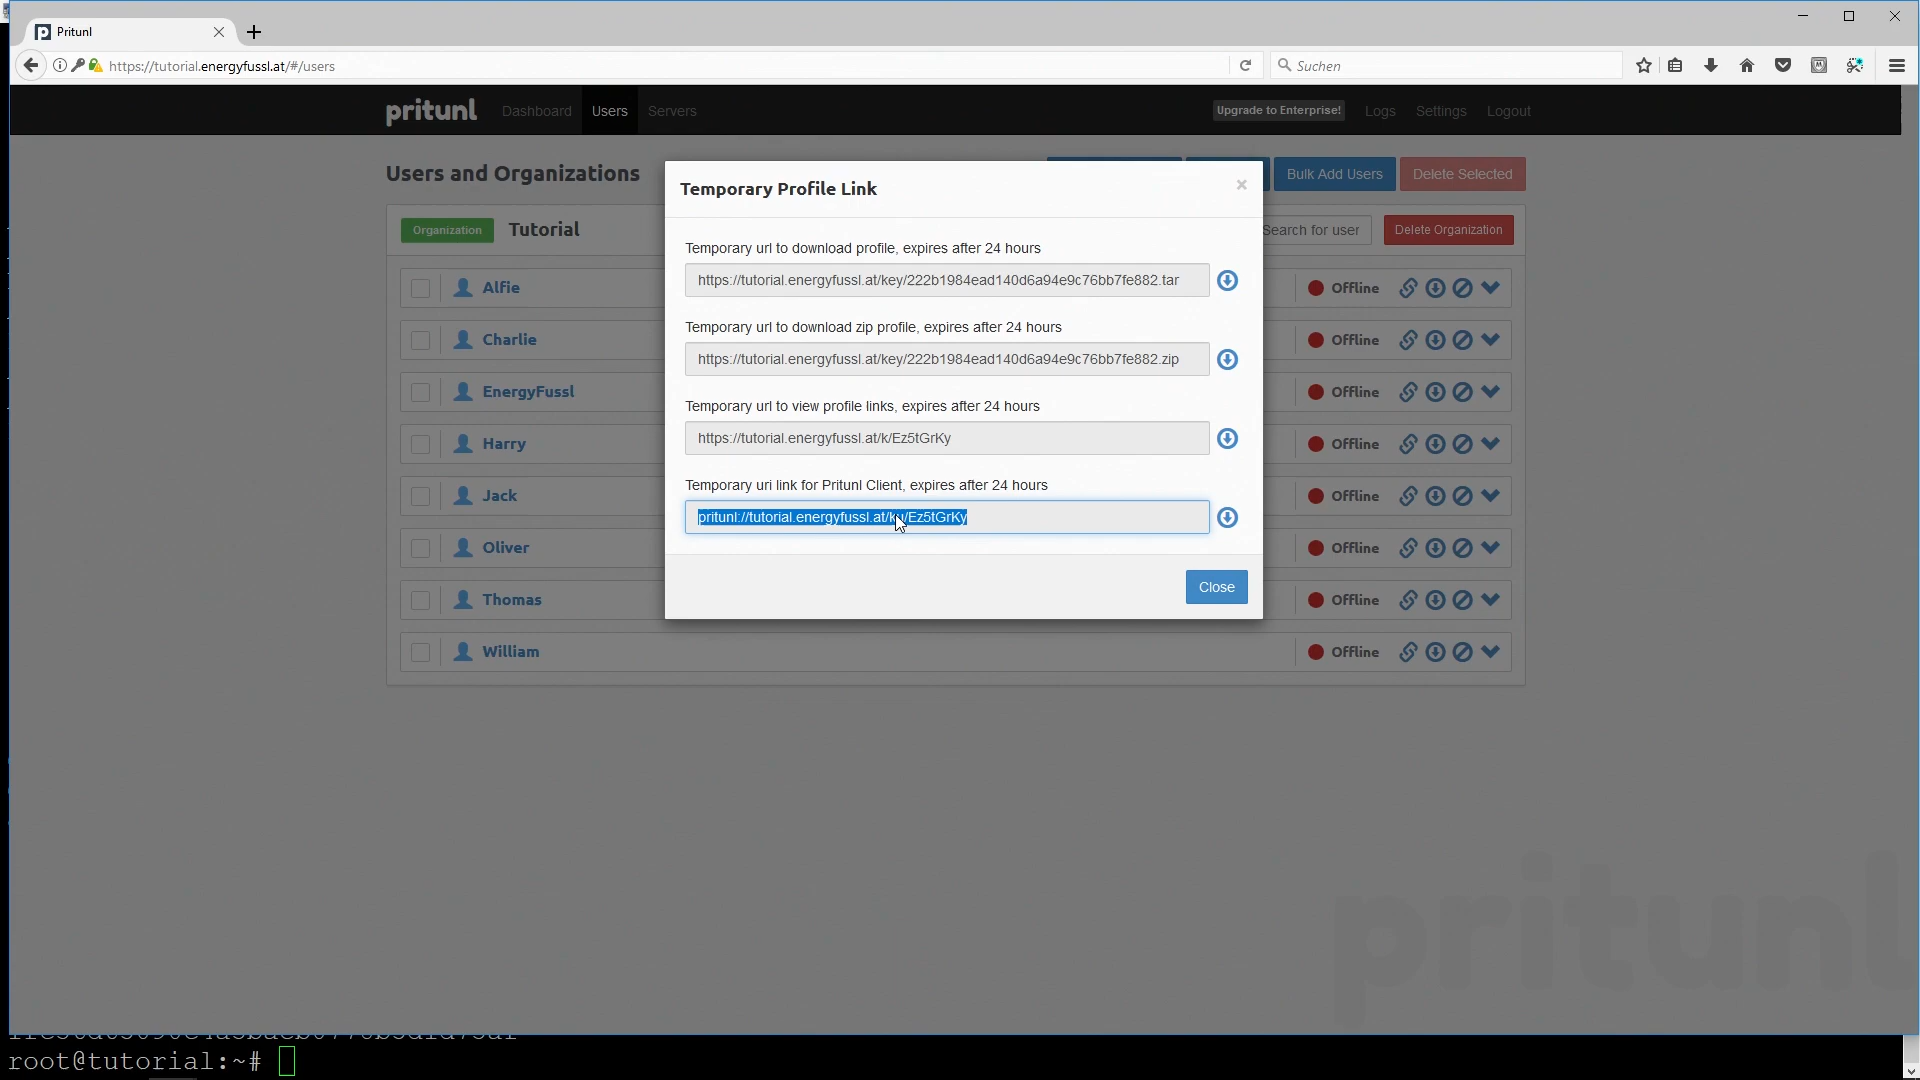 Pritunl
https://tutorial.energyfussl.at/#/users
Suchen
pritunl
Dashboard
Users
Servers
Upgrade to Enterprise!
Logs
Settings
Logout
Users and Organizations
Bulk Add Users
Delete Selected
Organization
Tutorial
Search for user
Delete Organization
Temporary Profile Link
×
Temporary url to download profile, expires after 24 hours
https://tutorial.energyfussl.at/key/222b1984ead140d6a94e9c76bb7fe882.tar
Temporary url to download zip profile, expires after 24 hours
https://tutorial.energyfussl.at/key/222b1984ead140d6a94e9c76bb7fe882.zip
Temporary url to view profile links, expires after 24 hours
https://tutorial.energyfussl.at/k/Ez5tGrKy
Temporary uri link for Pritunl Client, expires after 24 hours
pritunl://tutorial.energyfussl.at/ku/Ez5tGrKy
Close
Alfie
Offline
Charlie
Offline
EnergyFussl
Offline
Harry
Offline
Jack
Offline
Oliver
Offline
Thomas
Offline
William
Offline
pritunl
root@tutorial:~#